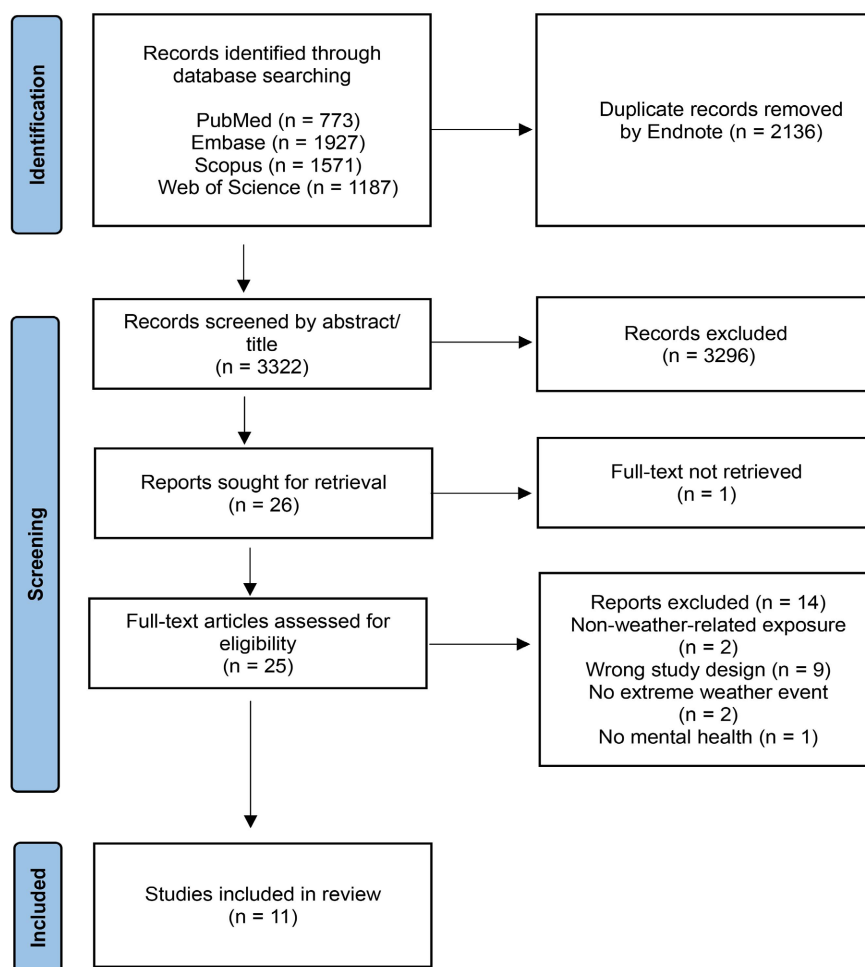 Identification
Records identified through
database searching
PubMed (n = 773)
Embase (n = 1927)
Scopus (n = 1571)
Web of Science (n = 1187)
Duplicate records removed
by Endnote (n = 2136)
Screening
Records screened by abstract/
title
(n = 3322)
Records excluded
(n = 3296)
Reports sought for retrieval
(n = 26)
Full-text not retrieved
(n = 1)
Full-text articles assessed for
eligibility
(n = 25)
Reports excluded (n = 14)
Non-weather-related exposure
(n = 2)
Wrong study design (n = 9)
No extreme weather event
(n = 2)
No mental health (n = 1)
Included
Studies included in review
(n = 11)